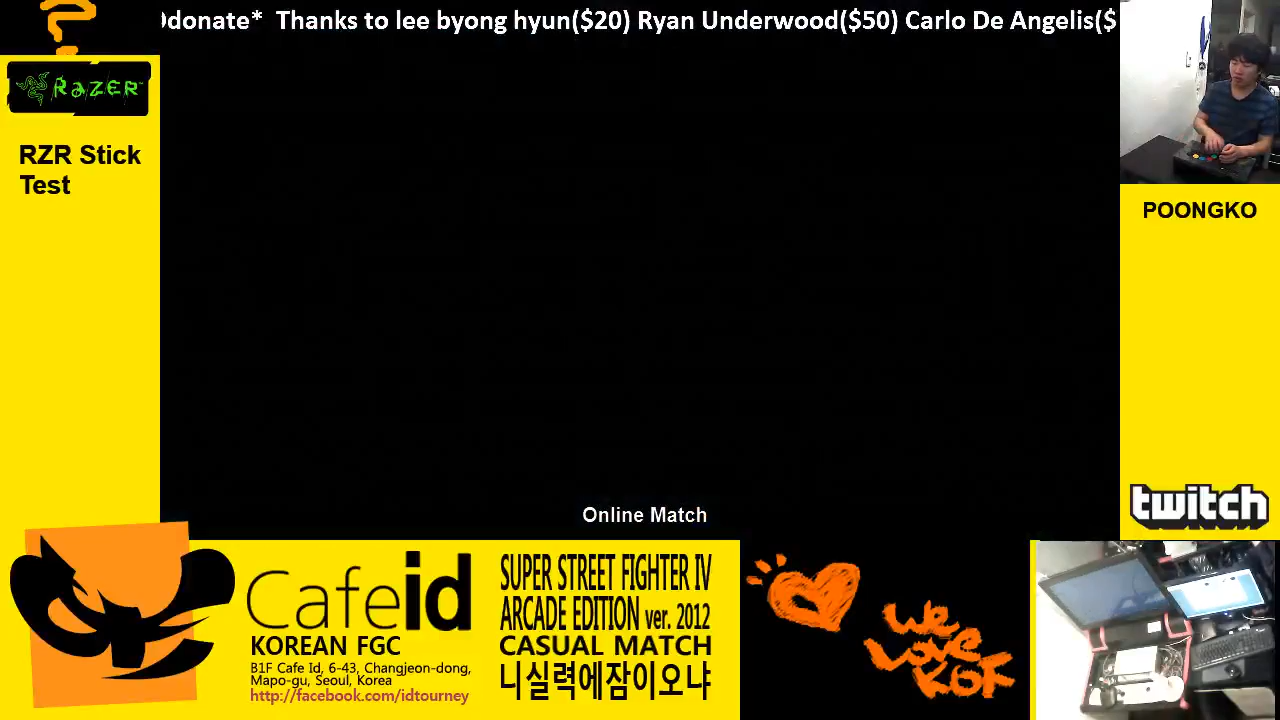 donate* Thanks to lee byong hyun($20) Ryan Underwood($50) Carlo De Angelis($
RAZER
RZR Stick
Test
POONGKO
Online Match
twitch
Cafe id
KOREAN FGC
B1F Cafe Id, 6-43, Changjeon-dong,
Mapo-gu, Seoul, Korea
http://facebook.com/idtourney
SUPER STREET FIGHTER IV
ARCADE EDITION ver. 2012
CASUAL MATCH
니실력에잠이오냐
we
love
KOF